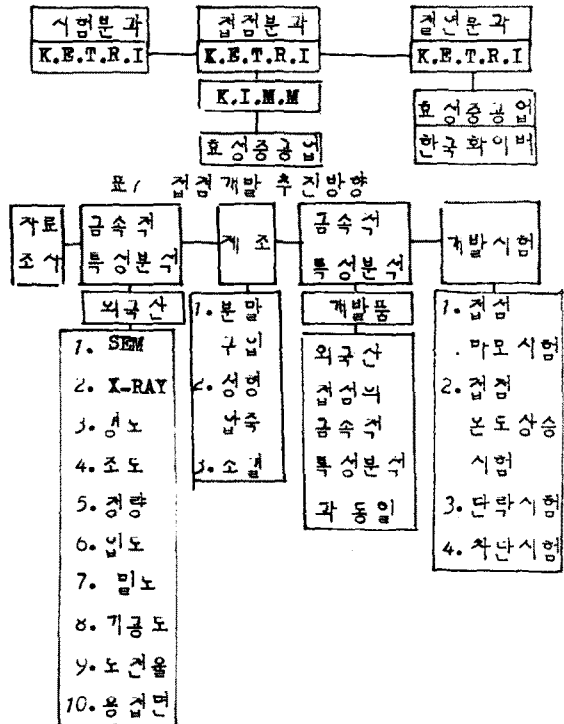 시험분과 접점분과 절연분과
K.E.T.R.I K.E.T.R.I K.E.T.R.I
K.I.M.M 효성중공업
효성중공업 한국화이버
표1 접점개발 추진방향
자료 금속적 제조 금속적 개발시험
조사 특성분석 특성분석
외국산
1. SEM
2. X-RAY
3. 경도
4. 조도
5. 정량
6. 입도
7. 밀도
8. 기공도
9. 도전율
10. 용접면
1. 분말
구입
2. 성형
압축
3. 소결
개발품
외국산
접점의
금속적
특성분석
과 동일
1. 접점
마모시험
2. 접점
온도상승
시험
3. 단락시험
4. 차단시험